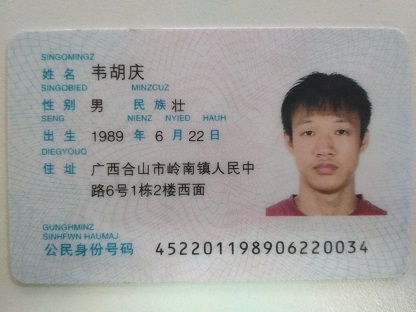 SINGQMINGZ
姓名 韦胡庆
SINGQBIED MINZCUZ
性别 男 民族 壮
SENG NIENZ NYIED HAUH
出生 1989 年 6 月 22 日
DIEGYOUQ
住址 广西合山市岭南镇人民中
路6号1栋2楼西面
GUNGHMINZ
SINHFWN HAUMAJ
公民身份号码 452201198906220034